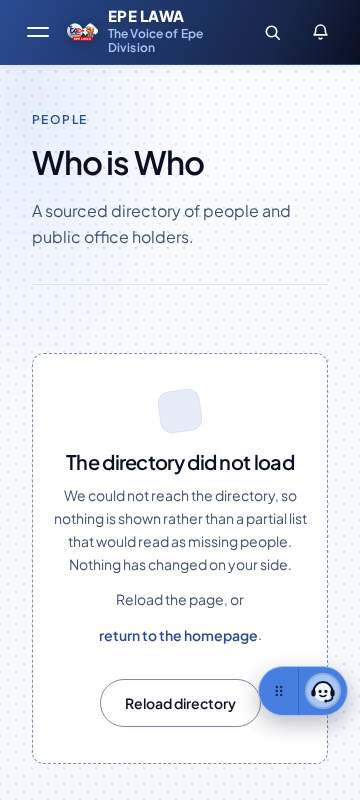 EPE LAWA
The Voice of Epe
Division
PEOPLE
Who is Who
A sourced directory of people and
public office holders.
The directory did not load
We could not reach the directory, so
nothing is shown rather than a partial list
that would read as missing people.
Nothing has changed on your side.
Reload the page, or
return to the homepage.
Reload directory